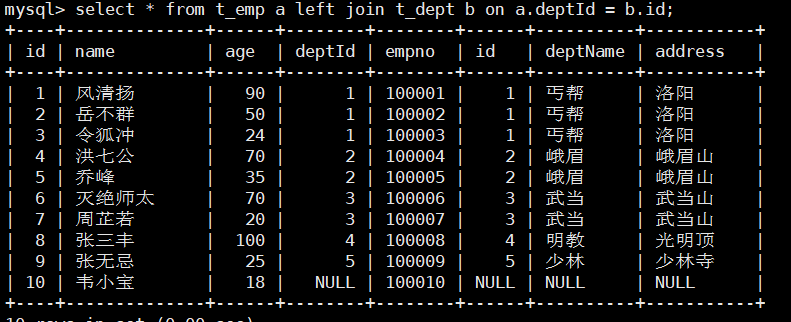 mysql> select * from t_emp a left join t_dept b on a.deptId = b.id;
+----+--------------+------+--------+--------+------+----------+-----------+
| id | name | age | deptId | empno | id | deptName | address |
+----+--------------+------+--------+--------+------+----------+-----------+
| 1 | 风清扬 | 90 | 1 | 100001 | 1 | 丐帮 | 洛阳 |
| 2 | 岳不群 | 50 | 1 | 100002 | 1 | 丐帮 | 洛阳 |
| 3 | 令狐冲 | 24 | 1 | 100003 | 1 | 丐帮 | 洛阳 |
| 4 | 洪七公 | 70 | 2 | 100004 | 2 | 峨眉 | 峨眉山 |
| 5 | 乔峰 | 35 | 2 | 100005 | 2 | 峨眉 | 峨眉山 |
| 6 | 灭绝师太 | 70 | 3 | 100006 | 3 | 武当 | 武当山 |
| 7 | 周芷若 | 20 | 3 | 100007 | 3 | 武当 | 武当山 |
| 8 | 张三丰 | 100 | 4 | 100008 | 4 | 明教 | 光明顶 |
| 9 | 张无忌 | 25 | 5 | 100009 | 5 | 少林 | 少林寺 |
| 10 | 韦小宝 | 18 | NULL | 100010 | NULL | NULL | NULL |
+----+--------------+------+--------+--------+------+----------+-----------+
10 rows in set (0.00 sec)